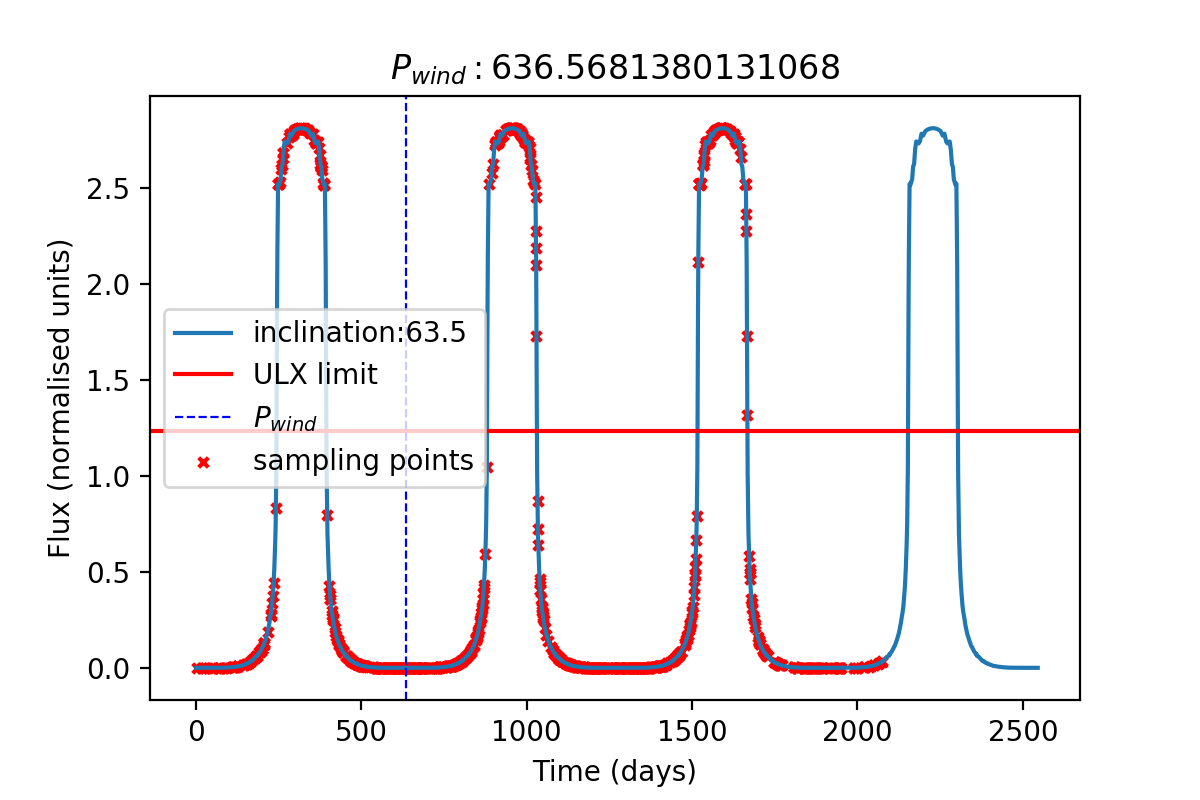 P_wind : 636.5681380131068
Flux (normalised units)
2.5
2.0
1.5
1.0
0.5
0.0
inclination:63.5
ULX limit
P_wind
sampling points
0 500 1000 1500 2000 2500
Time (days)